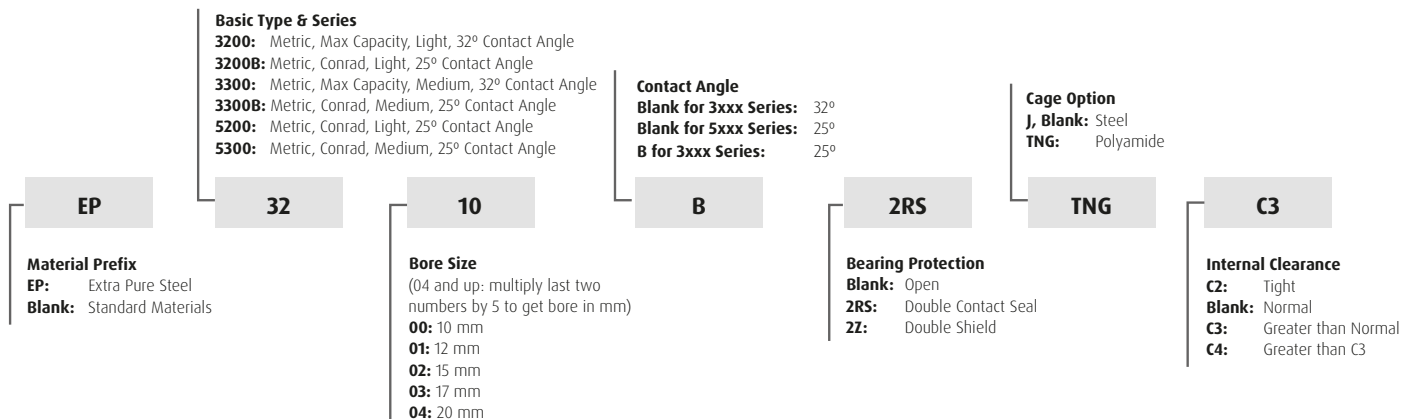 Basic Type & Series
3200: Metric, Max Capacity, Light, 32º Contact Angle
3200B: Metric, Conrad, Light, 25º Contact Angle
3300: Metric, Max Capacity, Medium, 32º Contact Angle
3300B: Metric, Conrad, Medium, 25º Contact Angle
5200: Metric, Conrad, Light, 25º Contact Angle
5300: Metric, Conrad, Medium, 25º Contact Angle
Contact Angle
Blank for 3xxx Series: 32º
Blank for 5xxx Series: 25º
B for 3xxx Series: 25º
Cage Option
J, Blank: Steel
TNG: Polyamide
EP 32 10 B 2RS TNG C3
Material Prefix
EP: Extra Pure Steel
Blank: Standard Materials
Bore Size
(04 and up: multiply last two
numbers by 5 to get bore in mm)
00: 10 mm
01: 12 mm
02: 15 mm
03: 17 mm
04: 20 mm
Bearing Protection
Blank: Open
2RS: Double Contact Seal
2Z: Double Shield
Internal Clearance
C2: Tight
Blank: Normal
C3: Greater than Normal
C4: Greater than C3